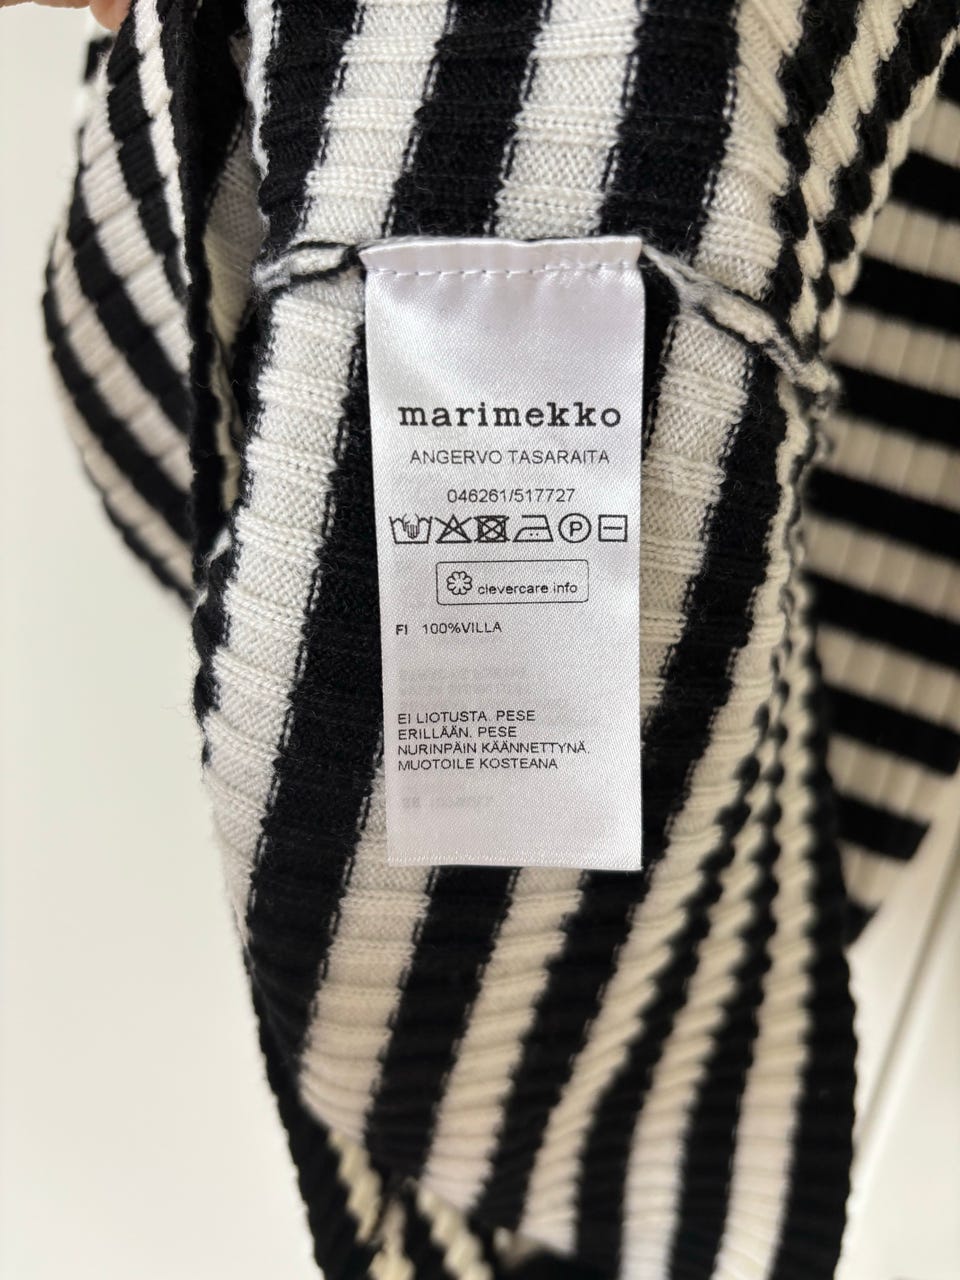 marimekko
ANGERVO TASARAITA
046261/517727
P
clevercare info
FI 100%VILLA
EI LIOTUSTA. PESE
ERILLÄÄN. PESE
NURINPÄIN KÄÄNNETTYNÄ.
MUOTOILE KOSTEANA